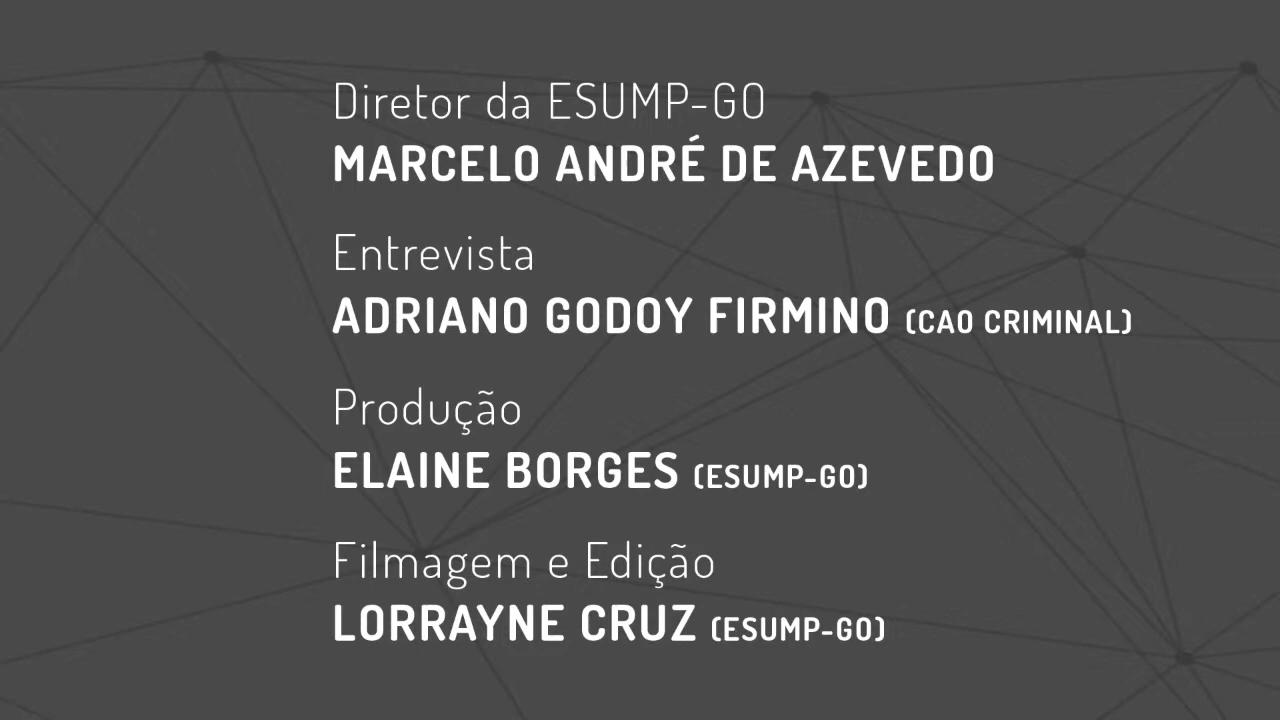 Diretor da ESUMP-GO
MARCELO ANDRÉ DE AZEVEDO
Entrevista
ADRIANO GODOY FIRMINO (CAO CRIMINAL)
Produção
ELAINE BORGES (ESUMP-GO)
Filmagem e Edição
LORRAYNE CRUZ (ESUMP-GO)